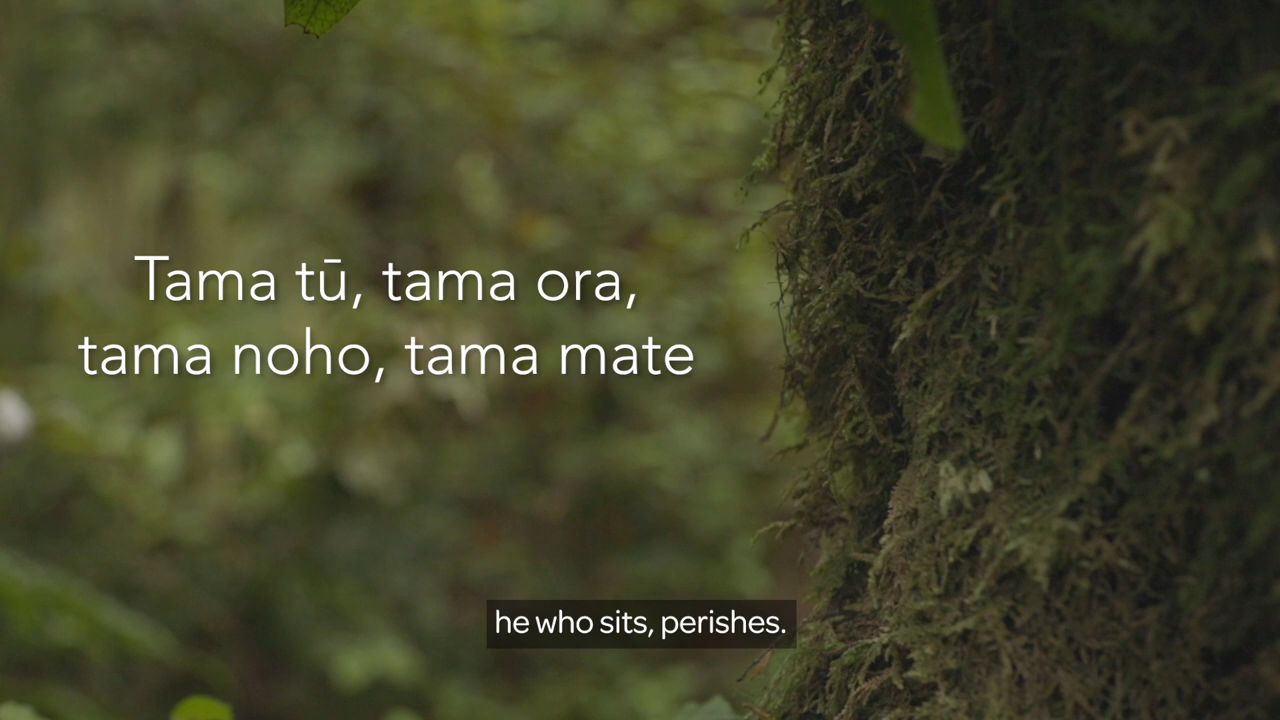 Tama tū, tama ora,
tama noho, tama mate
he who sits, perishes.